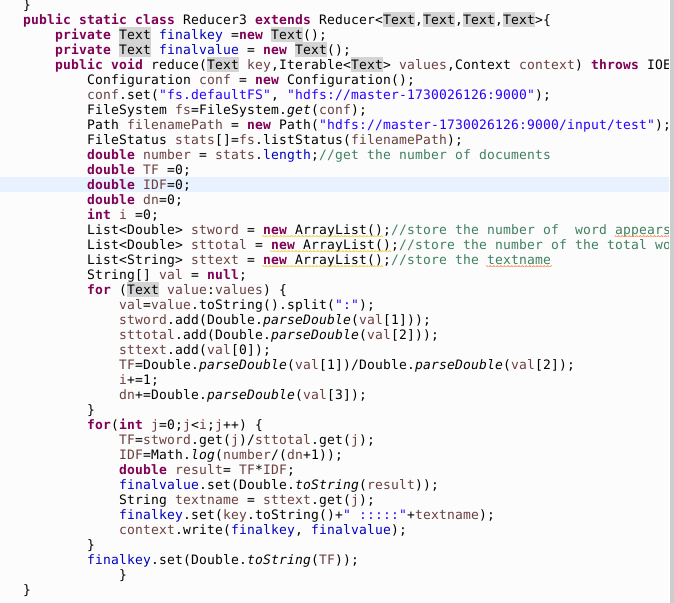 }
public static class Reducer3 extends Reducer<Text,Text,Text,Text>{
private Text finalkey =new Text();
private Text finalvalue = new Text();
public void reduce(Text key,Iterable<Text> values,Context context) throws IOE
Configuration conf = new Configuration();
conf.set("fs.defaultFS", "hdfs://master-1730026126:9000");
FileSystem fs=FileSystem.get(conf);
Path filenamePath = new Path("hdfs://master-1730026126:9000/input/test");
FileStatus stats[]=fs.listStatus(filenamePath);
double number = stats.length;//get the number of documents
double TF =0;
double IDF=0;
double dn=0;
int i =0;
List<Double> stword = new ArrayList();//store the number of  word appears
List<Double> sttotal = new ArrayList();//store the number of the total wo
List<String> sttext = new ArrayList();//store the textname
String[] val = null;
for (Text value:values) {
val=value.toString().split(":");
stword.add(Double.parseDouble(val[1]));
sttotal.add(Double.parseDouble(val[2]));
sttext.add(val[0]);
TF=Double.parseDouble(val[1])/Double.parseDouble(val[2]);
i+=1;
dn+=Double.parseDouble(val[3]);
}
for(int j=0;j<i;j++) {
TF=stword.get(j)/sttotal.get(j);
IDF=Math.log(number/(dn+1));
double result= TF*IDF;
finalvalue.set(Double.toString(result));
String textname = sttext.get(j);
finalkey.set(key.toString()+" :::::"+textname);
context.write(finalkey, finalvalue);
}
finalkey.set(Double.toString(TF));
}
}